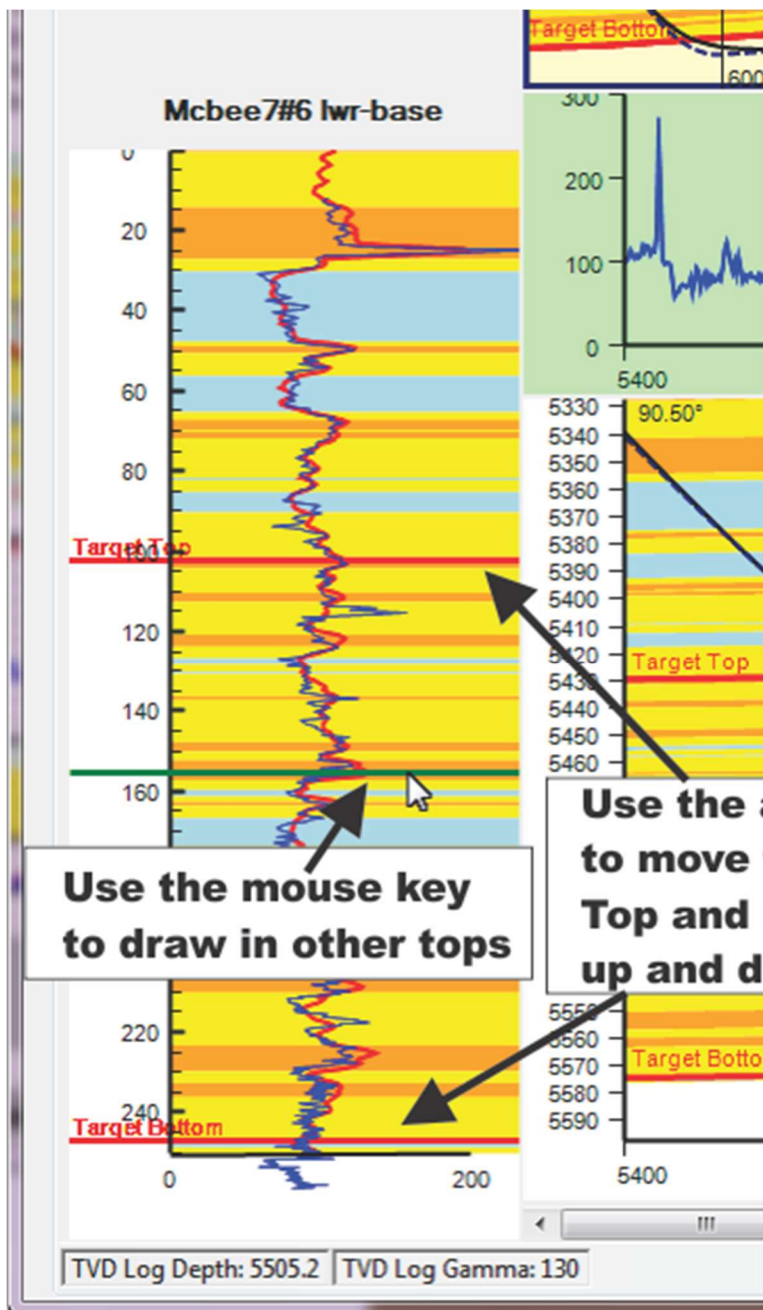 Target Botto
600
Mcbee7#6 lwr-base
0
20
40
60
80
100
120
140
160
220
240
Target Top
Target Bottom
0
200
300
200
100
0
5400
90.50°
5330
5340
5350
5360
5370
5380
5390
5400
5410
5420
5430
5440
5450
5460
Target Top
Use the mouse key
to draw in other tops
Use the a
to move
Top and
up and d
5550
5560
5570
5580
5590
Target Botto
5400
TVD Log Depth: 5505.2
TVD Log Gamma: 130